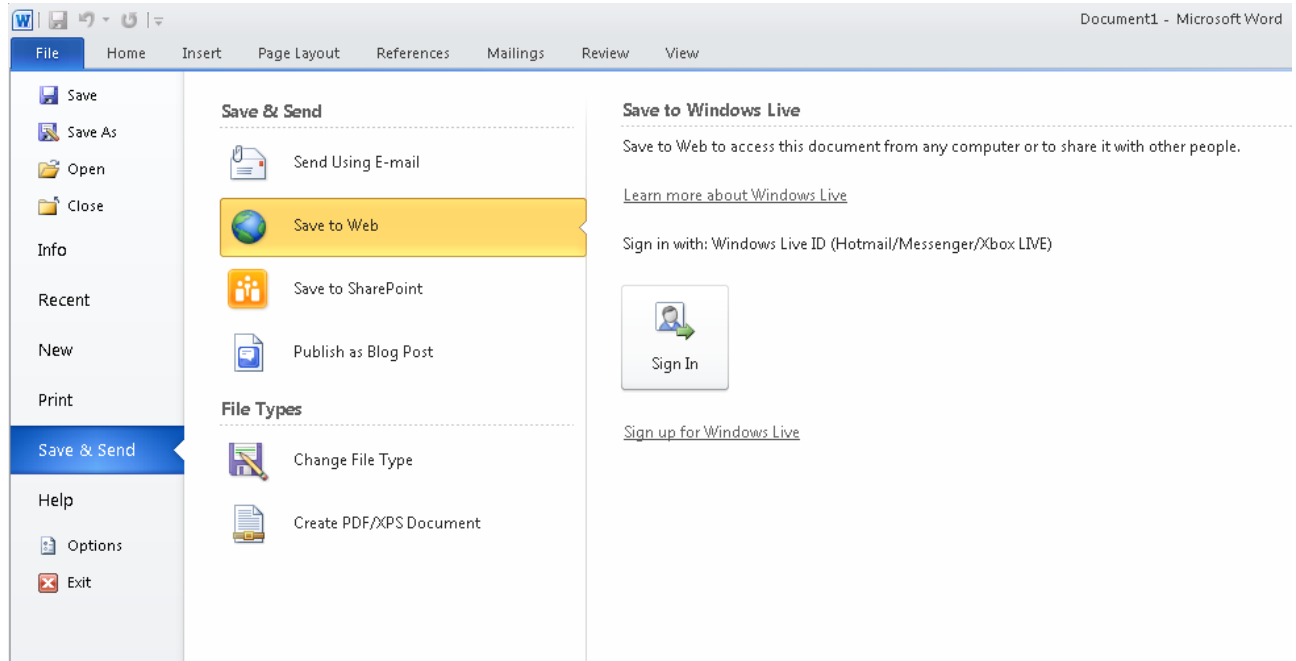 Document1 - Microsoft Word
File Home Insert Page Layout References Mailings Review View
Save
Save As
Open
Close
Info
Recent
New
Print
Save & Send
Help
Options
Exit
Save & Send
Send Using E-mail
Save to Web
Save to SharePoint
Publish as Blog Post
File Types
Change File Type
Create PDF/XPS Document
Save to Windows Live
Save to Web to access this document from any computer or to share it with other people.
Learn more about Windows Live
Sign in with: Windows Live ID (Hotmail/Messenger/Xbox LIVE)
Sign In
Sign up for Windows Live